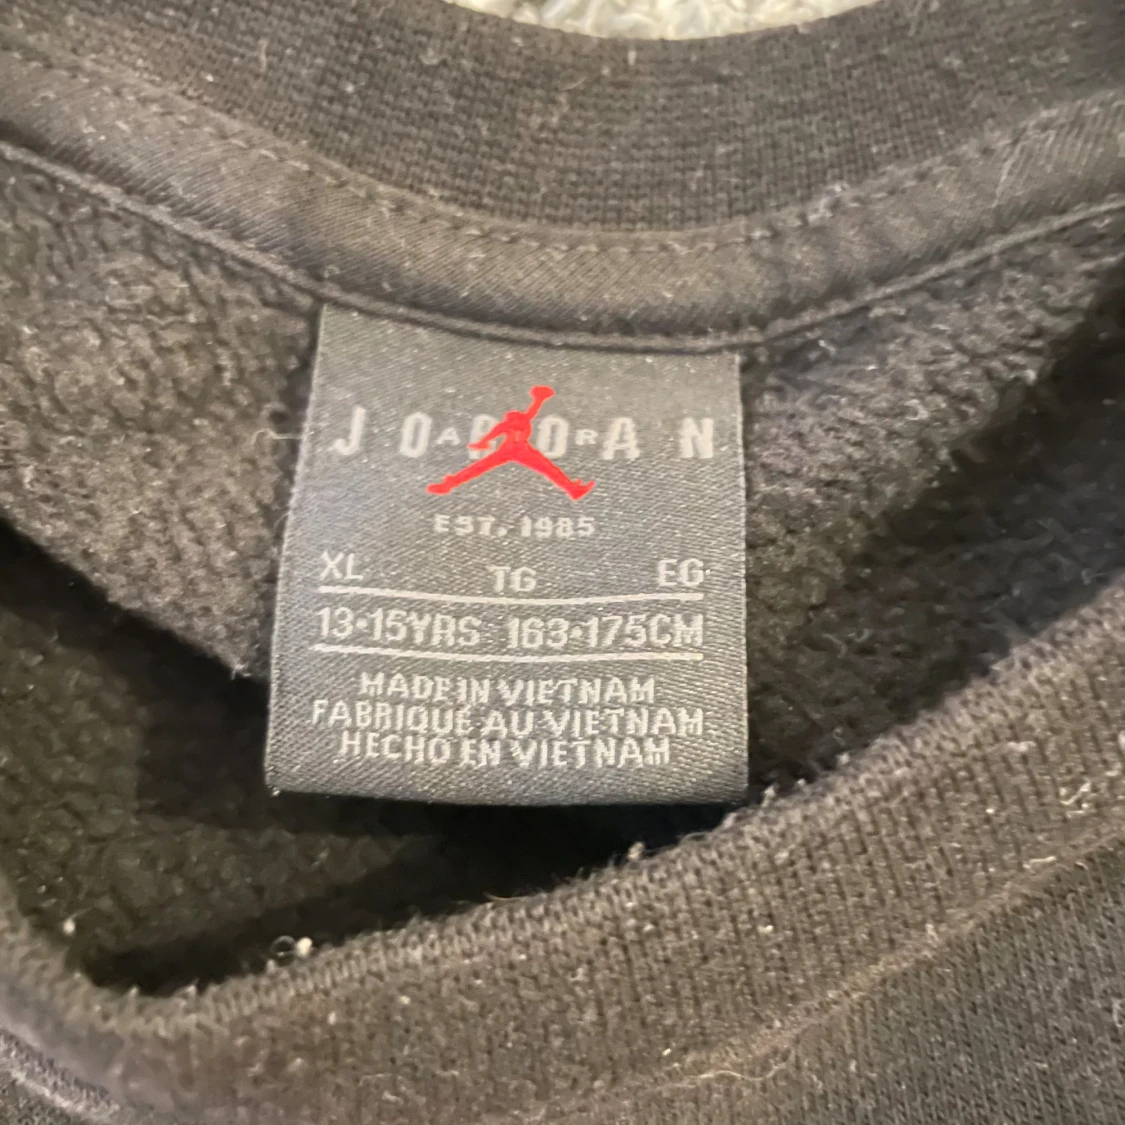 JORDAN
AIR
EST. 1985
XL TG EG
13-15YRS 163-175CM
MADE IN VIETNAM
FABRIQUÉ AU VIETNAM
HECHO EN VIETNAM